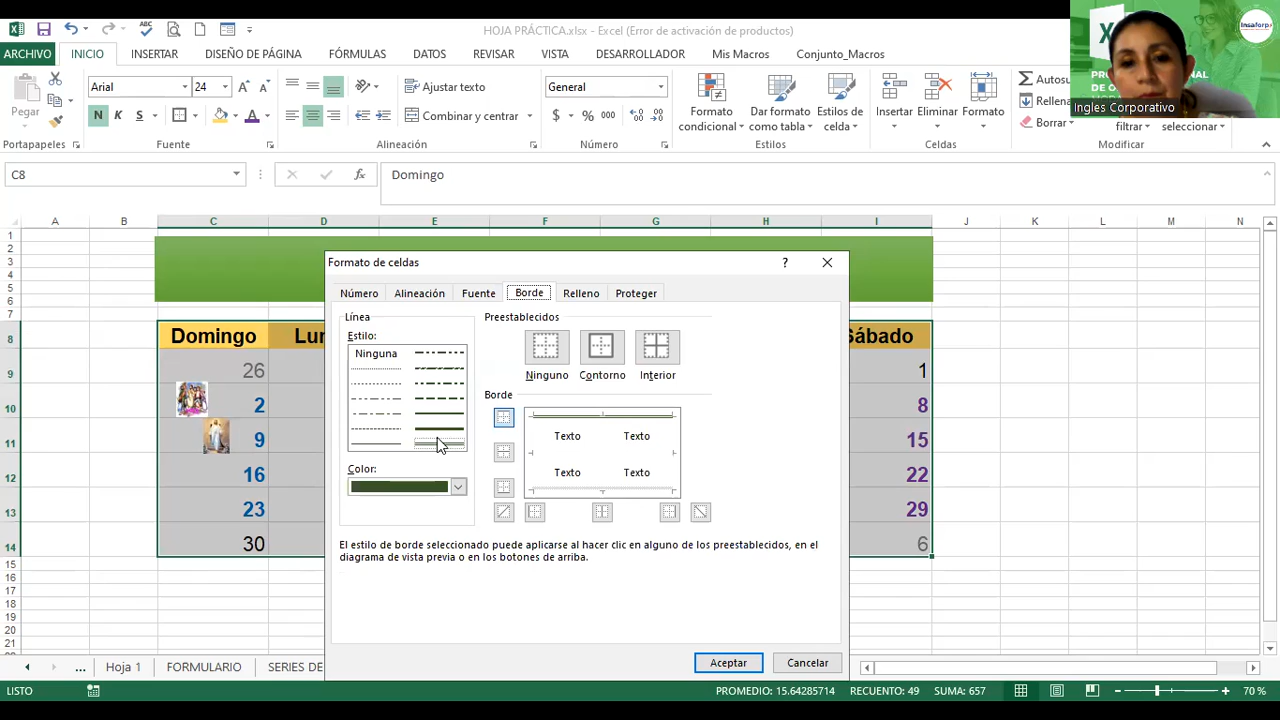 HOJA PRÁCTICA.xlsx - Excel (Error de activación de productos)
ARCHIVO INICIO INSERTAR DISEÑO DE PÁGINA FÓRMULAS DATOS REVISAR VISTA DESARROLLADOR Mis Macros Conjunto_Macros
Insaforp
Ingles Corporativo
Pegar
Arial 24
N K S
Ajustar texto
Combinar y centrar
General
$ % 000
Formato condicional
Dar formato como tabla
Estilos de celda
Insertar
Eliminar
Formato
Autosu
Rellena
Borrar
filtrar
seleccionar
Portapapeles Fuente Alineación Número Estilos Celdas Modificar
C8 fx Domingo
A B C D E F G H I J K L M N
1
2
3
4
5
6
7
8 Domingo Lun Sábado
9 26 1
10 2 8
11 9 15
12 16 22
13 23 29
14 30 6
15
16
17
18
19
20
21
Formato de celdas ?
Número Alineación Fuente Borde Relleno Proteger
Línea
Estilo:
Ninguna
Color:
Preestablecidos
Ninguno Contorno Interior
Borde
Texto Texto
Texto Texto
El estilo de borde seleccionado puede aplicarse al hacer clic en alguno de los preestablecidos, en el
diagrama de vista previa o en los botones de arriba.
Aceptar Cancelar
... Hoja 1 FORMULARIO SERIES DE
LISTO PROMEDIO: 15.64285714 RECUENTO: 49 SUMA: 657 70 %